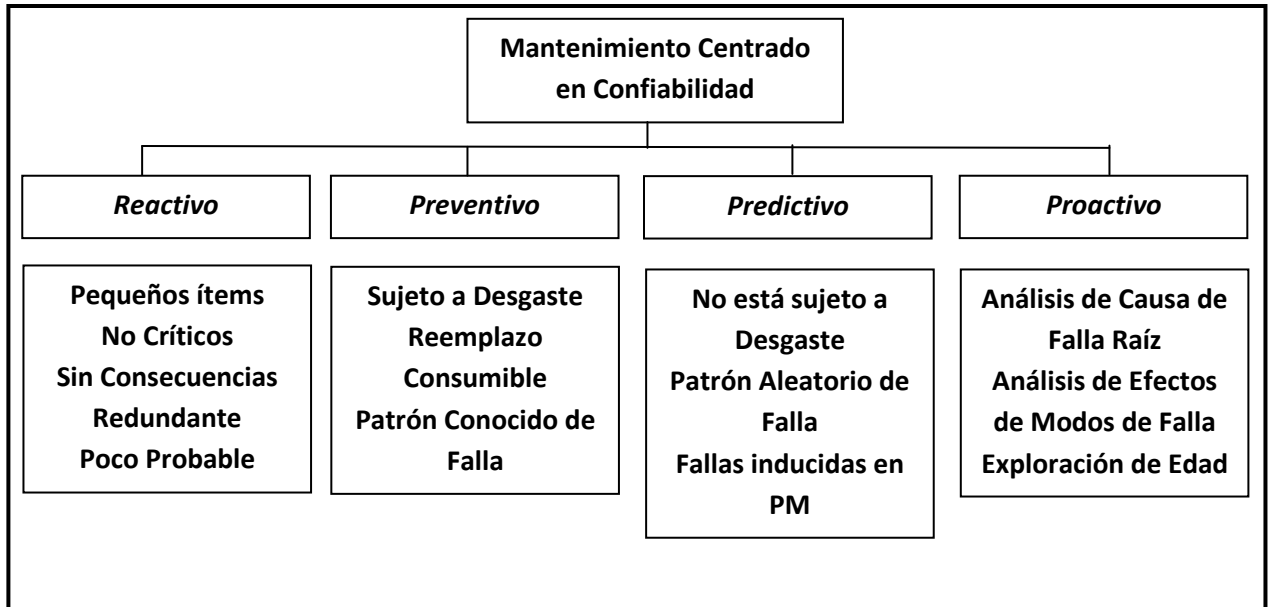 Mantenimiento Centrado
en Confiabilidad
Reactivo
Preventivo
Predictivo
Proactivo
Pequeños ítems
No Críticos
Sin Consecuencias
Redundante
Poco Probable
Sujeto a Desgaste
Reemplazo
Consumible
Patrón Conocido de
Falla
No está sujeto a
Desgaste
Patrón Aleatorio de
Falla
Fallas inducidas en
PM
Análisis de Causa de
Falla Raíz
Análisis de Efectos
de Modos de Falla
Exploración de Edad